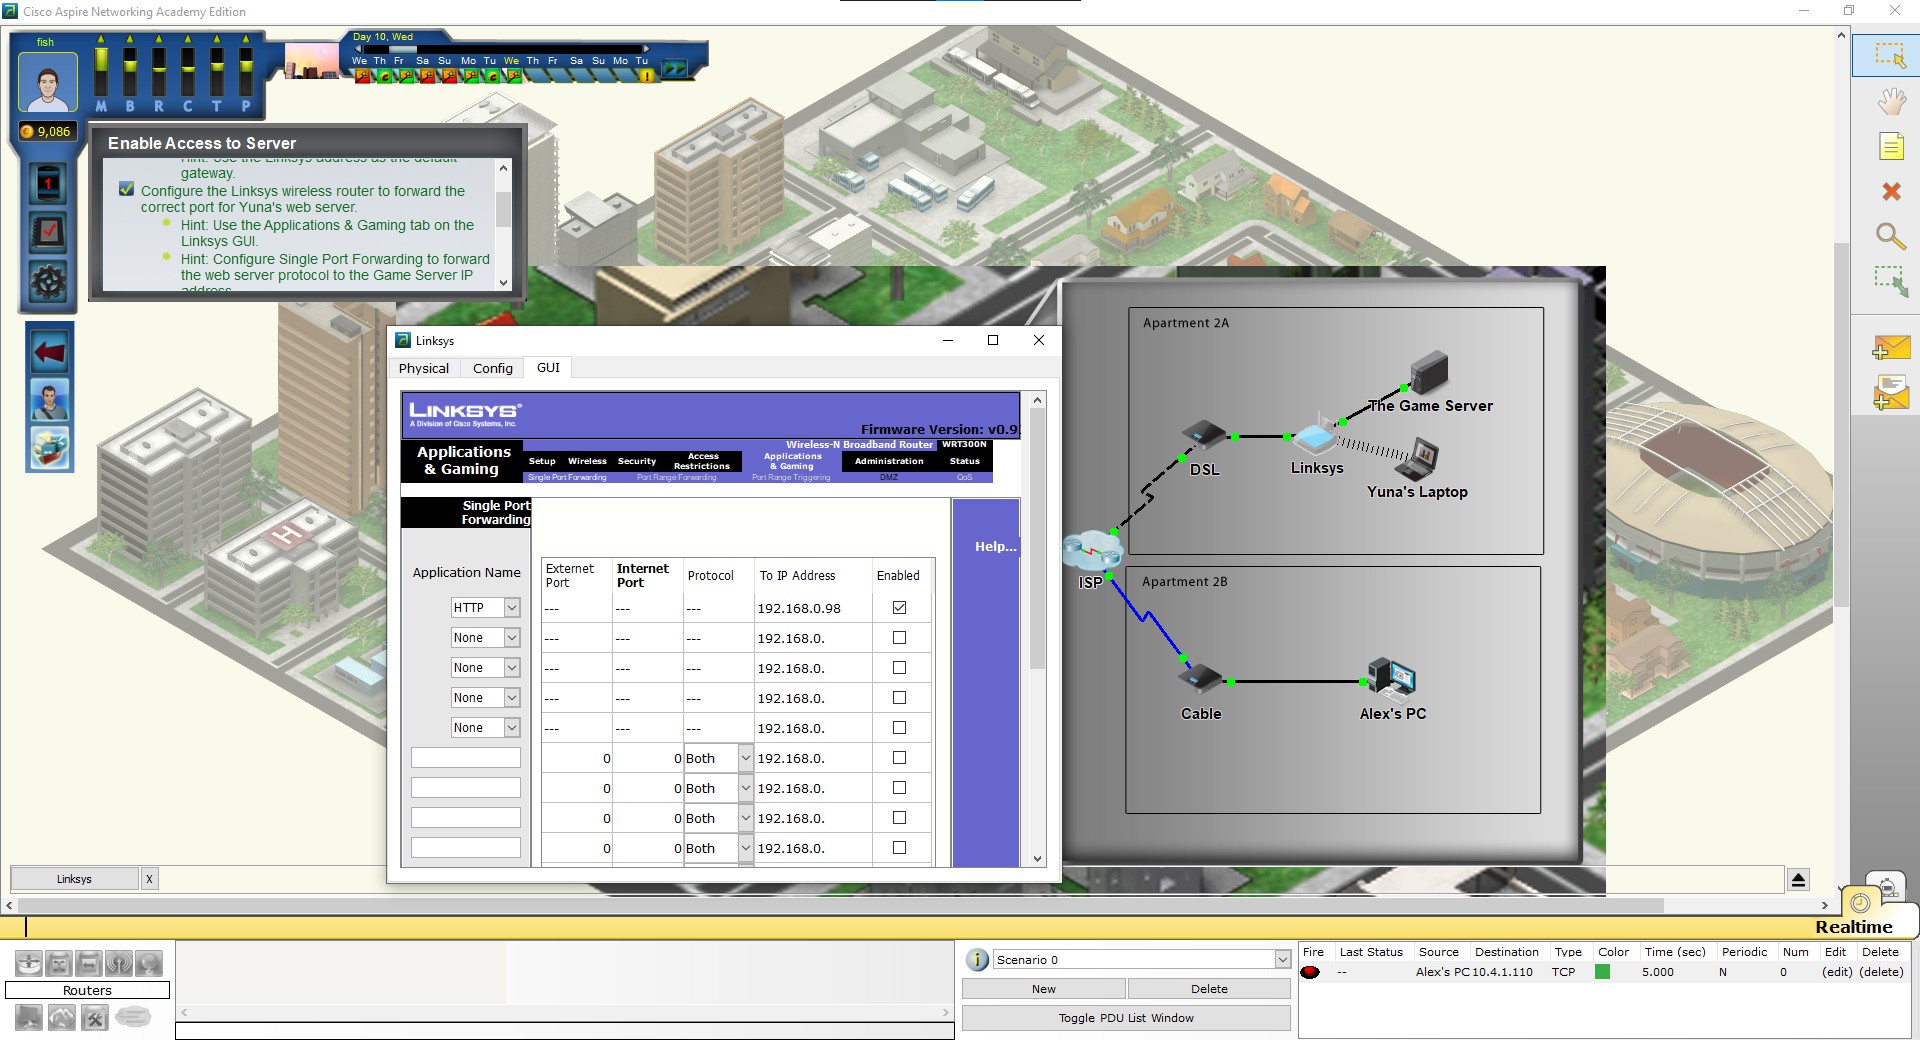 Cisco Aspire Networking Academy Edition
fish
M B R C T P
9,086
Day 10, Wed
We Th Fr Sa Su Mo Tu We Th Fr Sa Su Mo Tu
Enable Access to Server
Hint: Use the Linksys address as the default
gateway.
Configure the Linksys wireless router to forward the
correct port for Yuna's web server.
Hint: Use the Applications & Gaming tab on the
Linksys GUI.
Hint: Configure Single Port Forwarding to forward
the web server protocol to the Game Server IP
address
1
H
Linksys
Physical Config GUI
LINKSYS®
A Division of Cisco Systems, Inc.
Firmware Version: v0.9
Applications
& Gaming
Wireless-N Broadband Router WRT300N
Setup Wireless Security Access
Restrictions Applications
& Gaming Administration Status
Single Port Forwarding Port Range Forwarding Port Range Triggering DMZ QoS
Single Port
Forwarding
Help...
Application Name
Externet
Port Internet
Port Protocol To IP Address Enabled
HTTP --- --- --- 192.168.0.98
None --- --- --- 192.168.0.
None --- --- --- 192.168.0.
None --- --- --- 192.168.0.
None --- --- --- 192.168.0.
0 0 Both 192.168.0.
0 0 Both 192.168.0.
0 0 Both 192.168.0.
0 0 Both 192.168.0.
Apartment 2A
The Game Server
DSL
Linksys
Yuna's Laptop
ISP
Apartment 2B
Cable
Alex's PC
Linksys X
Realtime
Routers
Scenario 0
New Delete
Toggle PDU List Window
Fire Last Status Source Destination Type Color Time (sec) Periodic Num Edit Delete
-- Alex's PC 10.4.1.110 TCP 5.000 N 0 (edit) (delete)